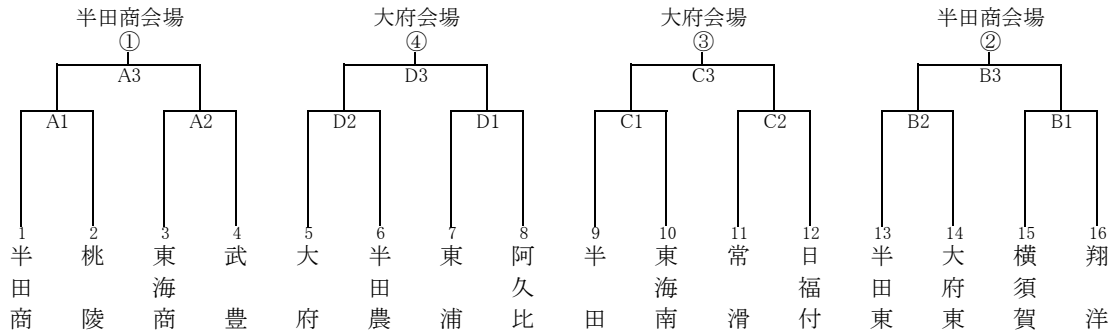 半田商会場 大府会場 大府会場 半田商会場
① ④ ③ ②
A3 D3 C3 B3
A1 A2 D2 D1 C1 C2 B2 B1
1 2 3 4 5 6 7 8 9 10 11 12 13 14 15 16
半田商
桃陵
東海商
武豊
大府
半田農
東浦
阿久比
半田
東海南
常滑
日福付
半田東
大府東
横須賀
翔洋